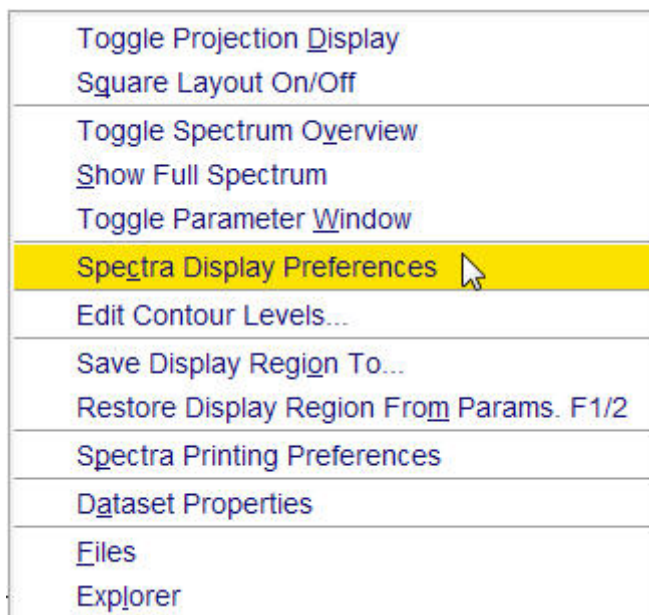 Toggle Projection Display
Square Layout On/Off
Toggle Spectrum Overview
Show Full Spectrum
Toggle Parameter Window
Spectra Display Preferences
Edit Contour Levels...
Save Display Region To...
Restore Display Region From Params. F1/2
Spectra Printing Preferences
Dataset Properties
Files
Explorer